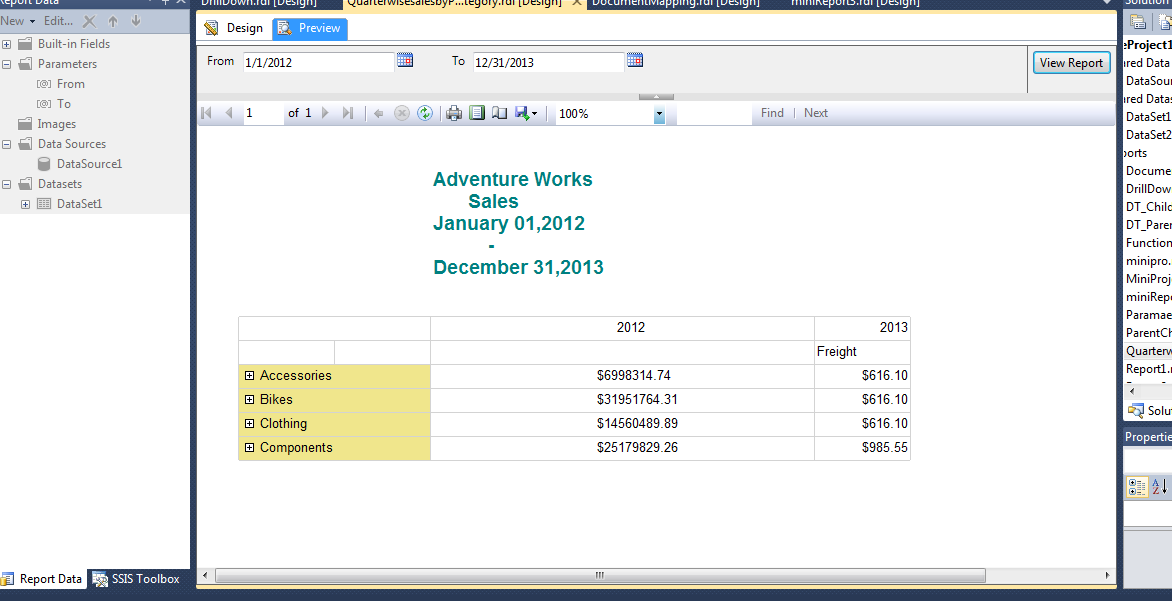 Report Data
DrillDown.rdl [Design]
QuarterwisesalesbyP...tegory.rdl [Design]
DocumentMapping.rdl [Design]
miniReport3.rdl [Design]
Solution
New Edit...
Design Preview
Built-in Fields
Parameters
From
To
Images
Data Sources
DataSource1
Datasets
DataSet1
From 1/1/2012 To 12/31/2013 View Report
1 of 1 100% Find | Next
Adventure Works
Sales
January 01,2012
-
December 31,2013
2012 2013
Freight
Accessories $6998314.74 $616.10
Bikes $31951764.31 $616.10
Clothing $14560489.89 $616.10
Components $25179829.26 $985.55
eProject1
red Data
DataSour
red Datas
DataSet1
DataSet2
ports
Docume
DrillDow
DT_Child
DT_Paren
Function
minipro.
MiniProj
miniRepo
Paramae
ParentCh
Quarterw
Report1.r
Solut
Propertie
Report Data SSIS Toolbox